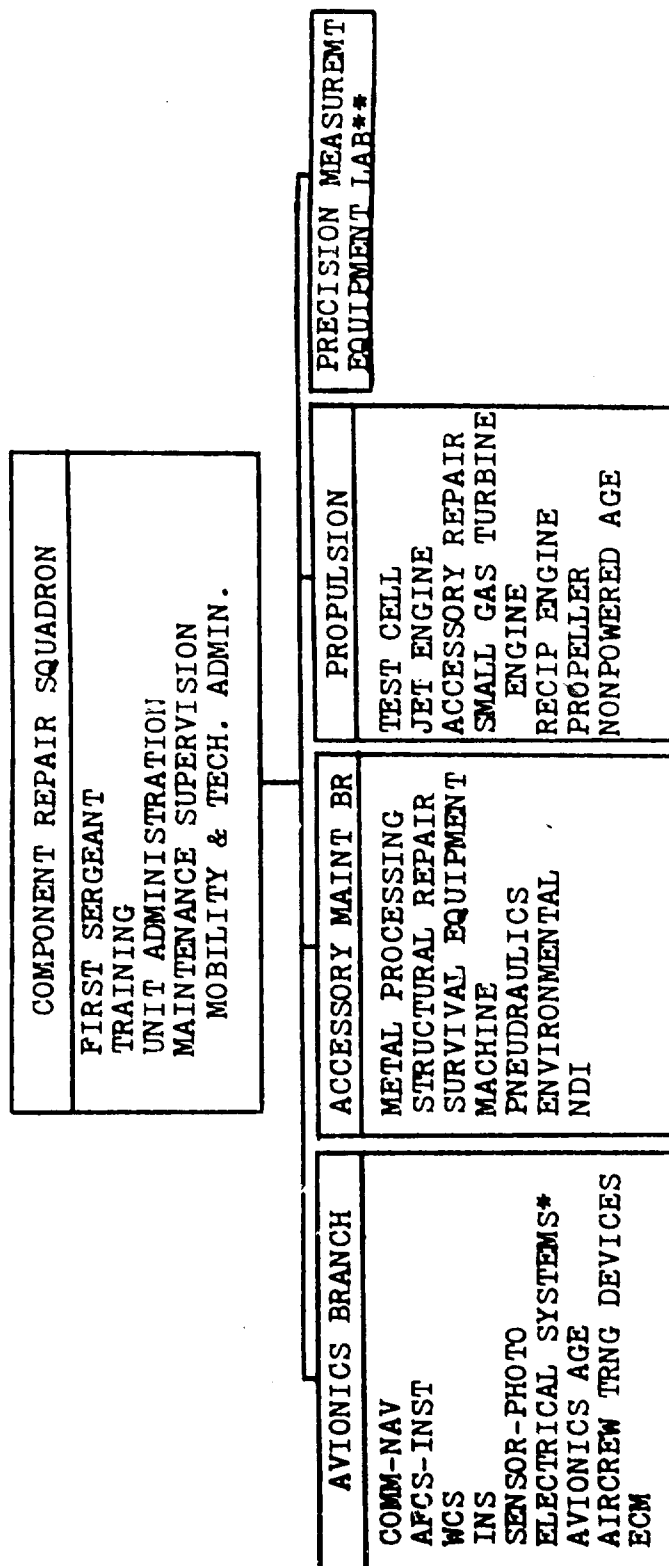 COMPONENT REPAIR SQUADRON
FIRST SERGEANT
TRAINING
UNIT ADMINISTRATION
MAINTENANCE SUPERVISION
MOBILITY & TECH. ADMIN.
AVIONICS BRANCH
COMM-NAV
AFCS-INST
WCS
INS
SENSOR-PHOTO
ELECTRICAL SYSTEMS*
AVIONICS AGE
AIRCREW TRNG DEVICES
ECM
ACCESSORY MAINT BR
METAL PROCESSING
STRUCTURAL REPAIR
SURVIVAL EQUIPMENT
MACHINE
PNEUDRAULICS
ENVIRONMENTAL
NDI
PROPULSION
TEST CELL
JET ENGINE
ACCESSORY REPAIR
SMALL GAS TURBINE
ENGINE
RECIP ENGINE
PROPELLER
NONPOWERED AGE
PRECISION MEASUREMT
EQUIPMENT LAB**